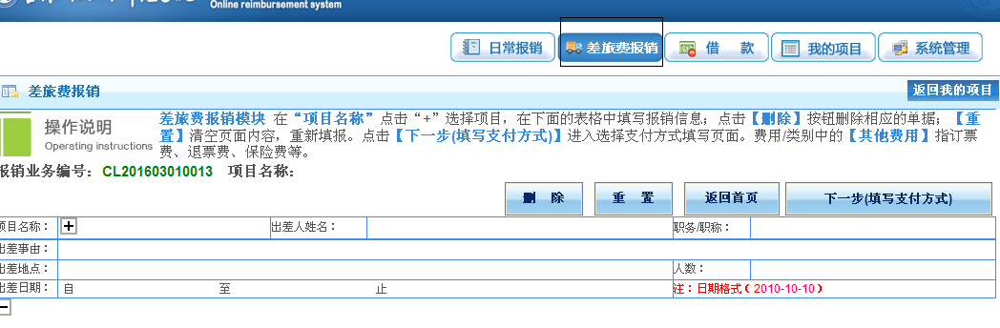 Online reimbursement system
日常报销
差旅费报销
借 款
我的项目
系统管理
差旅费报销
返回我的项目
操作说明
Operating instructions
差旅费报销模块 在“项目名称”点击“+”选择项目，在下面的表格中填写报销信息；点击【删除】按钮删除相应的单据；【重
置】清空页面内容，重新填报。点击【下一步(填写支付方式)】进入选择支付方式填写页面。费用/类别中的【其他费用】指订票
费、退票费、保险费等。
报销业务编号：CL201603010013 项目名称：
删 除
重 置
返回首页
下一步(填写支付方式)
项目名称： + 出差人姓名： 职务/职称：
出差事由：
出差地点： 人数：
出差日期： 自 至 止 注：日期格式（2010-10-10）